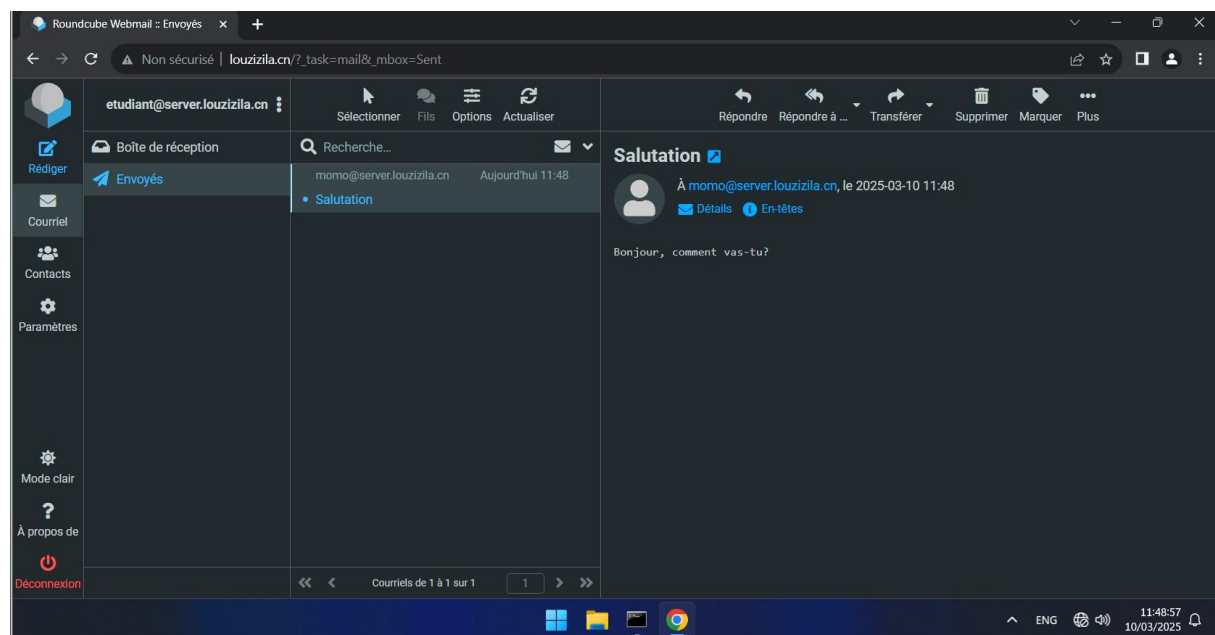 Roundcube Webmail :: Envoyés
Non sécurisé | louzizila.cn/?_task=mail&_mbox=Sent
etudiant@server.louzizila.cn
Sélectionner Fils Options Actualiser
Répondre Répondre à ... Transférer Supprimer Marquer Plus
Rédiger
Courriel
Contacts
Paramètres
Mode clair
À propos de
Déconnexion
Boîte de réception
Envoyés
Recherche...
momo@server.louzizila.cn Aujourd'hui 11:48
Salutation
Courriels de 1 à 1 sur 1 1
Salutation
À momo@server.louzizila.cn, le 2025-03-10 11:48
Détails En-têtes
Bonjour, comment vas-tu?
ENG 11:48:57
10/03/2025